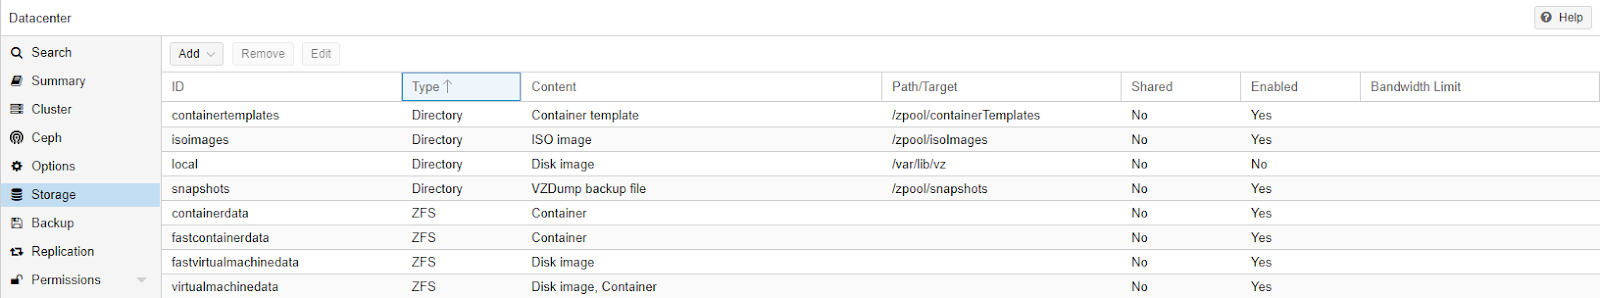 Datacenter Help
Search
Summary
Cluster
Ceph
Options
Storage
Backup
Replication
Permissions
Add Remove Edit
ID Type Content Path/Target Shared Enabled Bandwidth Limit
containertemplates Directory Container template /zpool/containerTemplates No Yes
isoimages Directory ISO image /zpool/isoImages No Yes
local Directory Disk image /var/lib/vz No No
snapshots Directory VZDump backup file /zpool/snapshots No Yes
containerdata ZFS Container No Yes
fastcontainerdata ZFS Container No Yes
fastvirtualmachinedata ZFS Disk image No Yes
virtualmachinedata ZFS Disk image, Container No Yes